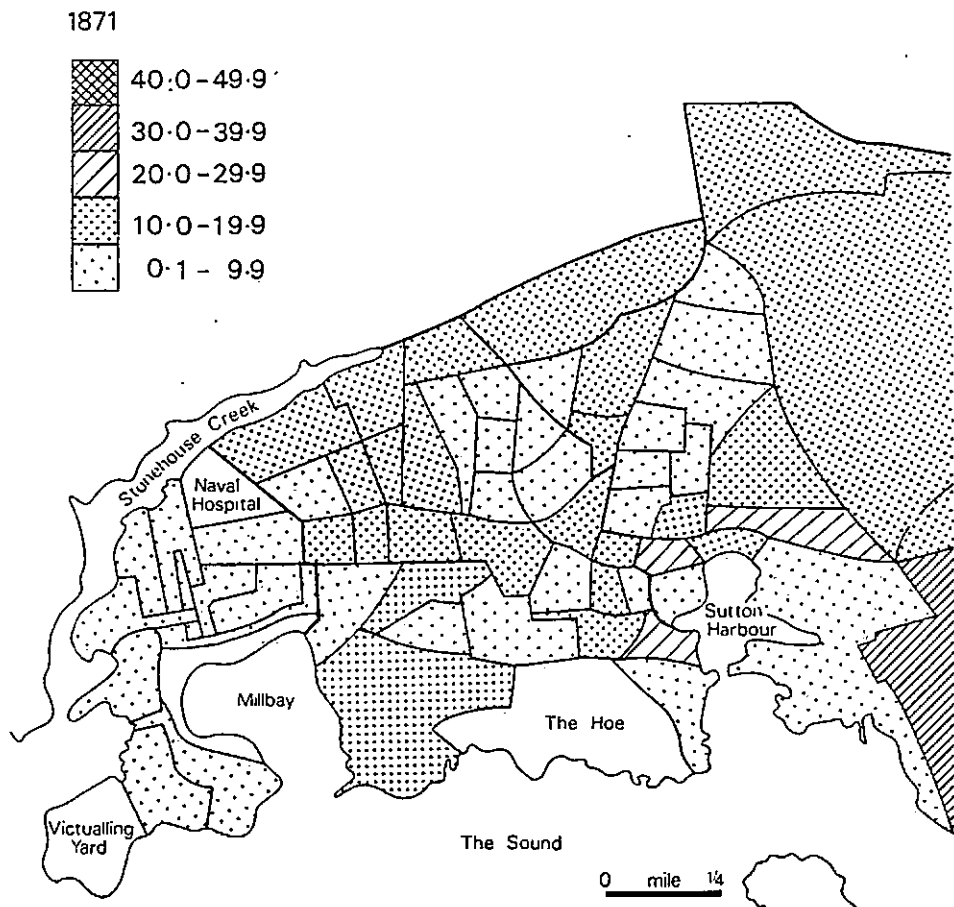 1871
40·0-49·9
30·0-39·9
20·0-29·9
10·0-19·9
0·1- 9·9
Stonehouse Creek
Naval
Hospital
Sutton
Harbour
Millbay
The Hoe
Victualling
Yard
The Sound
0 mile 1/4